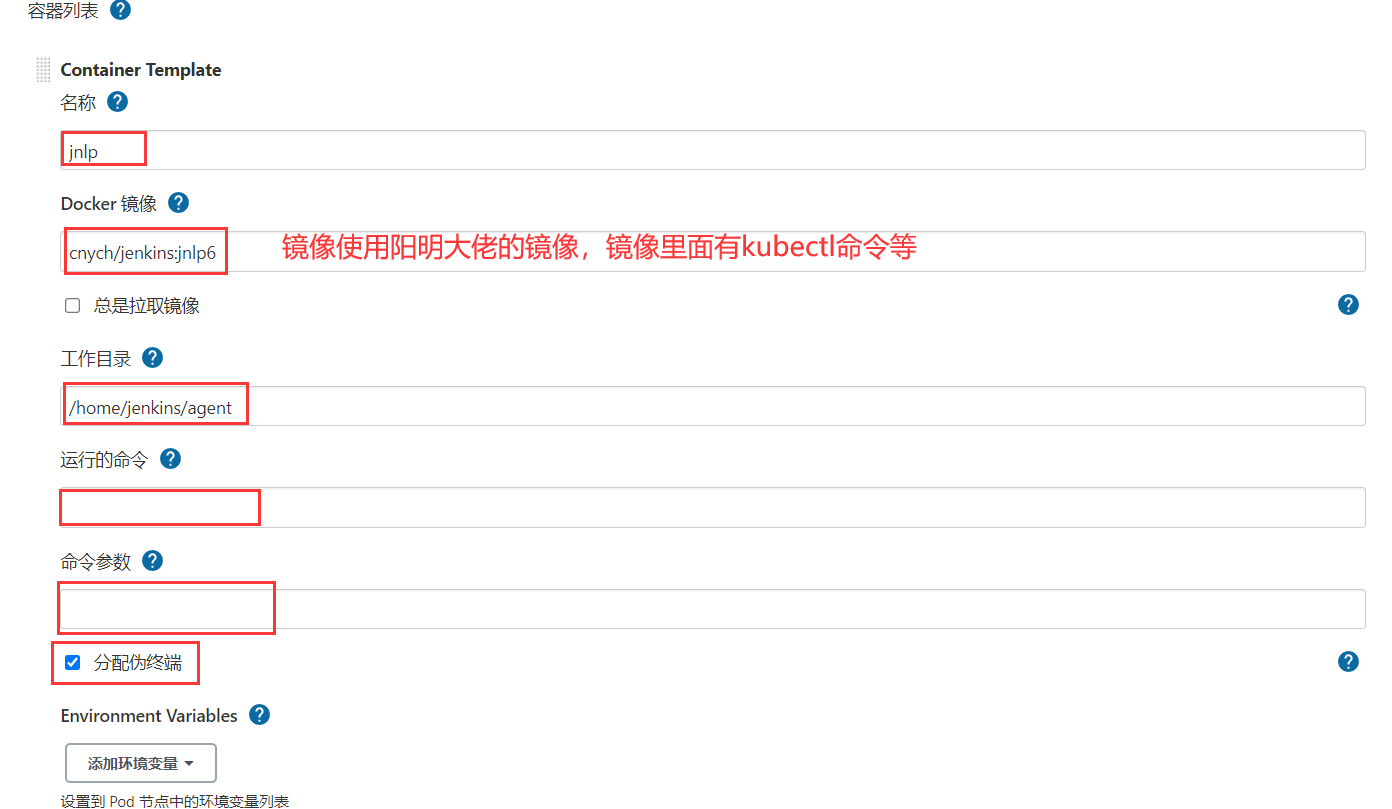 容器列表 ?
Container Template
名称 ?
jnlp
Docker 镜像 ?
cnych/jenkins:jnlp6 镜像使用阳明大佬的镜像，镜像里面有kubectl命令等
总是拉取镜像 ?
工作目录 ?
/home/jenkins/agent
运行的命令 ?
命令参数 ?
分配伪终端 ?
Environment Variables ?
添加环境变量
设置到 Pod 节点中的环境变量列表